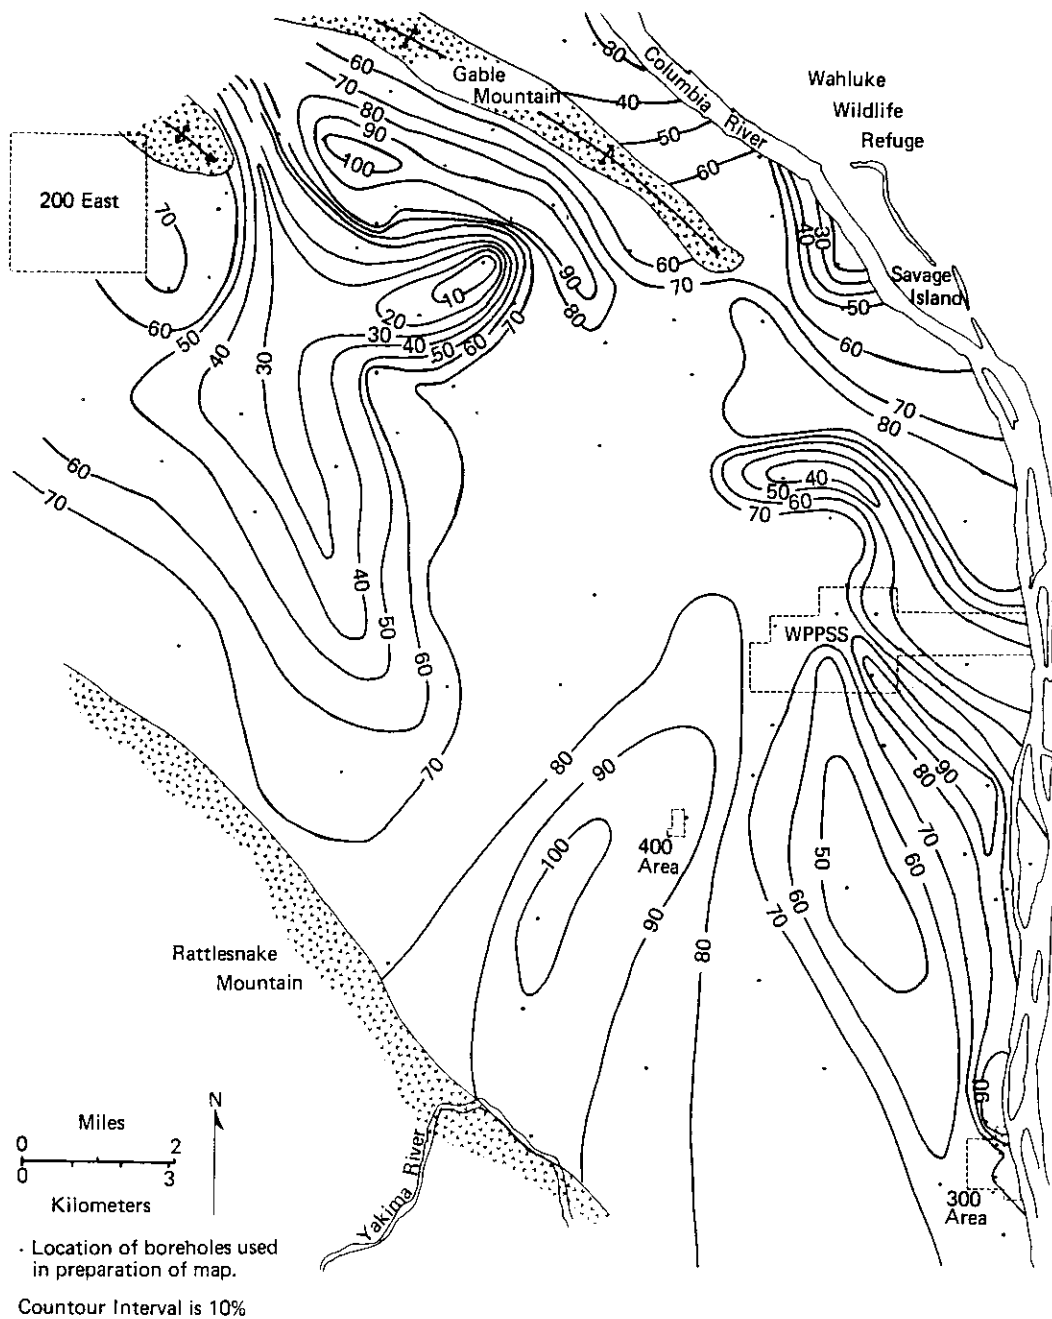 30
Columbia River
Wahluke
Wildlife
Refuge
60
Gable
Mountain
70
80
90
100
40
50
60
40
30
50
Savage
Island
200 East
70
60
50
40
30
10
20
30
40
50
60
70
90
80
60
70
60
70
80
40
50
60
70
60
70
40
50
60
70
WPPSS
80
90
100
400
Area
90
80
50
60
70
90
80
70
60
Rattlesnake
Mountain
90
Yakima River
300
Area
N
Miles
0 2
0 3
Kilometers
· Location of boreholes used
in preparation of map.
Countour Interval is 10%